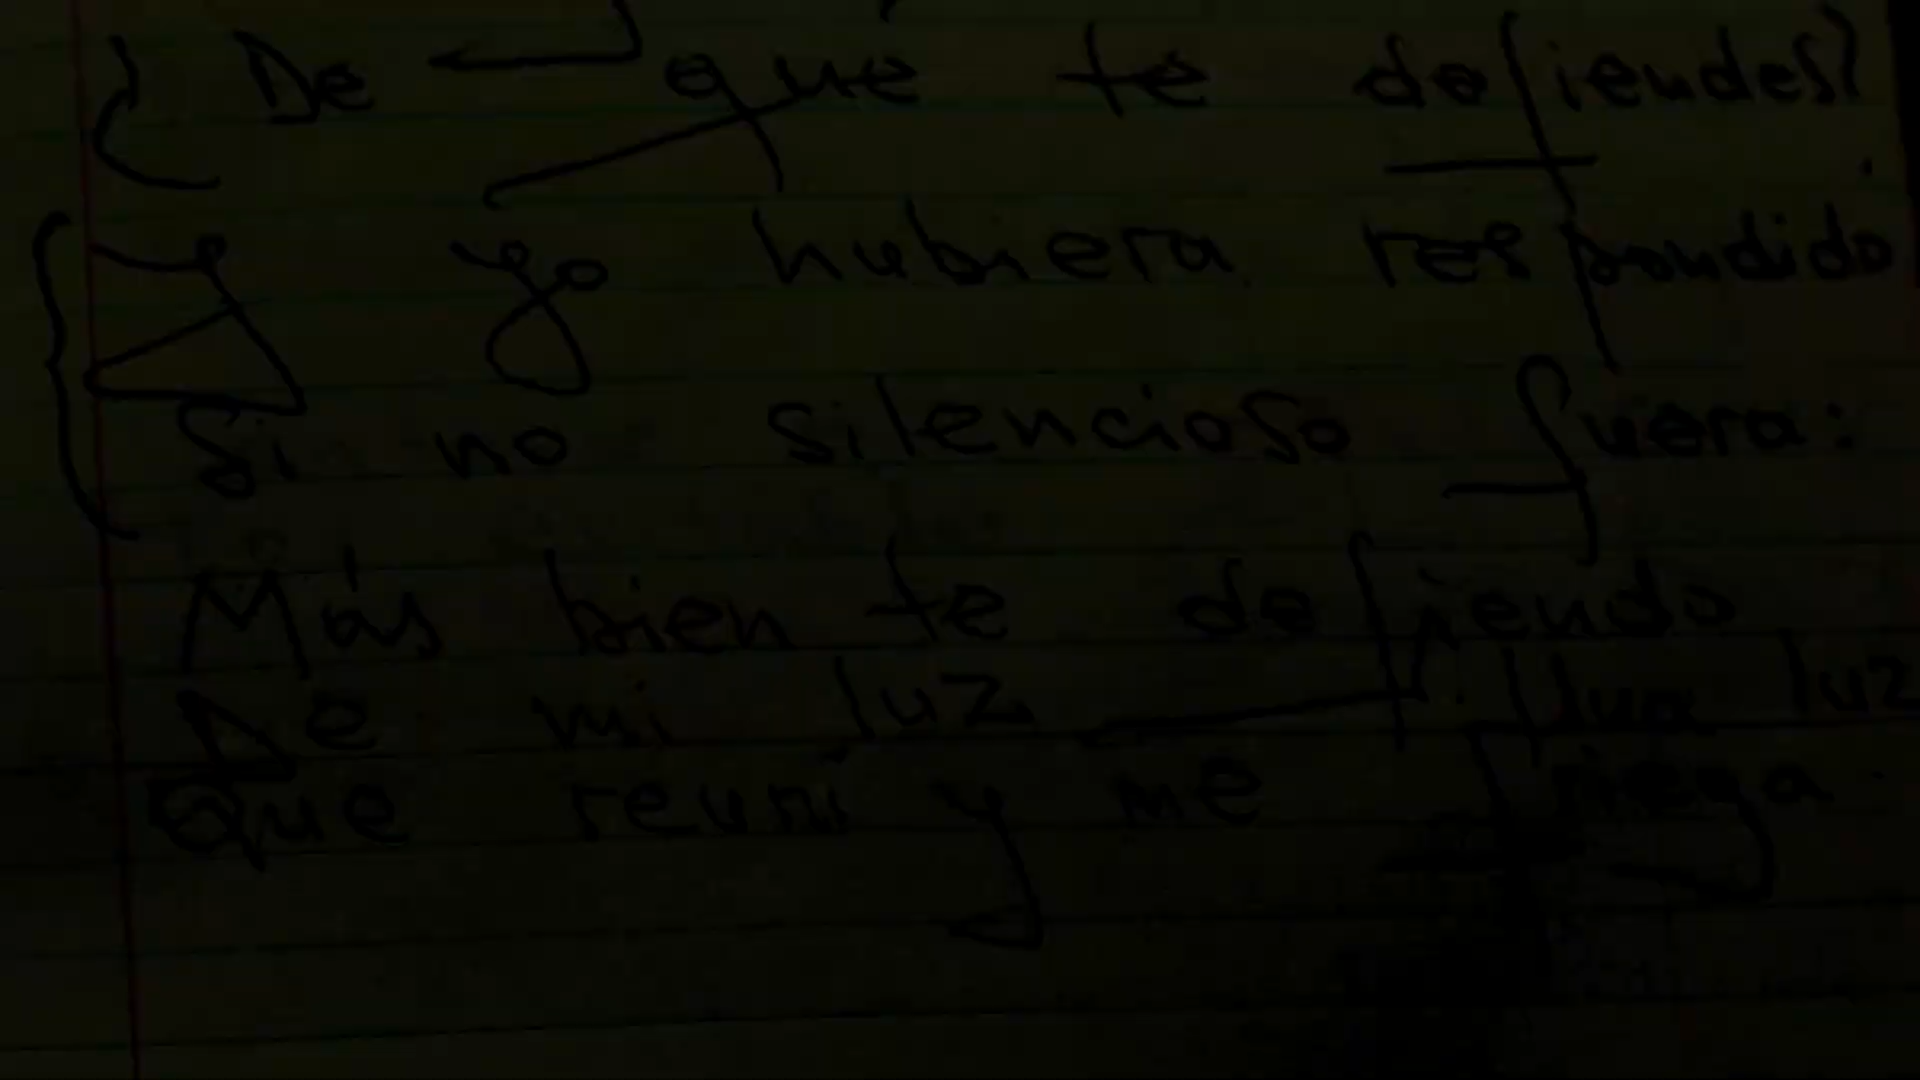 ¿De qué te defiendes?
Y yo hubiera respondido
Si no silencioso fuera:
Más bien te defiendo
De mi luz, luz
Que reuní y me